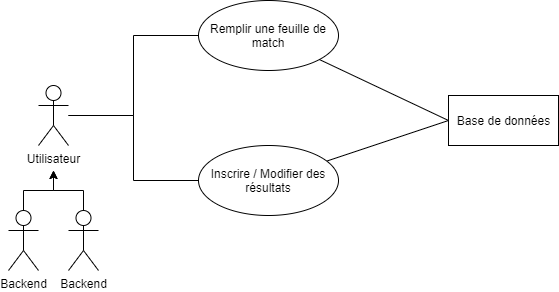 Remplir une feuille de
match
Base de données
Utilisateur
Inscrire / Modifier des
résultats
Backend
Backend